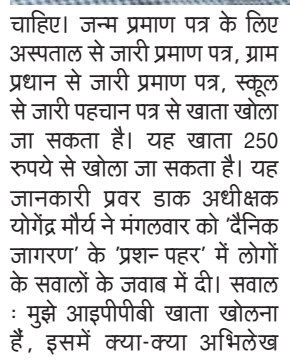 चाहिए। जन्म प्रमाण पत्र के लिए
अस्पताल से जारी प्रमाण पत्र, ग्राम
प्रधान से जारी प्रमाण पत्र, स्कूल
से जारी पहचान पत्र से खाता खोला
जा सकता है। यह खाता 250
रुपये से खोला जा सकता है। यह
जानकारी प्रवर डाक अधीक्षक
योगेंद्र मौर्य ने मंगलवार को 'दैनिक
जागरण' के 'प्रशन पहर' में लोगों
के सवालों के जवाब में दी। सवाल
: मुझे आइपीपीबी खाता खोलना
हैं, इसमें क्या-क्या अभिलेख